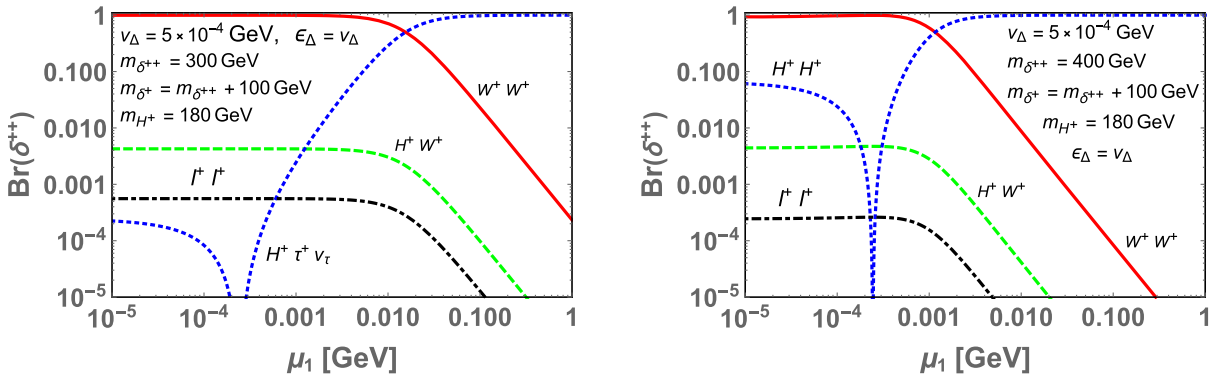 1
0.100
0.010
0.001
10⁻⁴
10⁻⁵
Br(δ⁺⁺)
v_Δ = 5 × 10⁻⁴ GeV, ϵ_Δ = v_Δ
m_δ⁺⁺ = 300 GeV
m_δ⁺ = m_δ⁺⁺ + 100 GeV
m_H⁺ = 180 GeV
W⁺ W⁺
H⁺ W⁺
l⁺ l⁺
H⁺ τ⁺ ν_τ
10⁻⁵ 10⁻⁴ 0.001 0.010 0.100 1
μ₁ [GeV]
1
0.100
0.010
0.001
10⁻⁴
10⁻⁵
Br(δ⁺⁺)
v_Δ = 5 × 10⁻⁴ GeV
m_δ⁺⁺ = 400 GeV
m_δ⁺ = m_δ⁺⁺ + 100 GeV
m_H⁺ = 180 GeV
ϵ_Δ = v_Δ
H⁺ H⁺
H⁺ W⁺
l⁺ l⁺
W⁺ W⁺
10⁻⁵ 10⁻⁴ 0.001 0.010 0.100 1
μ₁ [GeV]